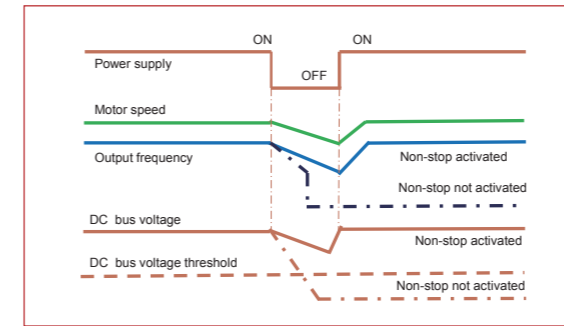 ON
ON
Power supply
OFF
Motor speed
Output frequency
Non-stop activated
Non-stop not activated
DC bus voltage
Non-stop activated
DC bus voltage threshold
Non-stop not activated